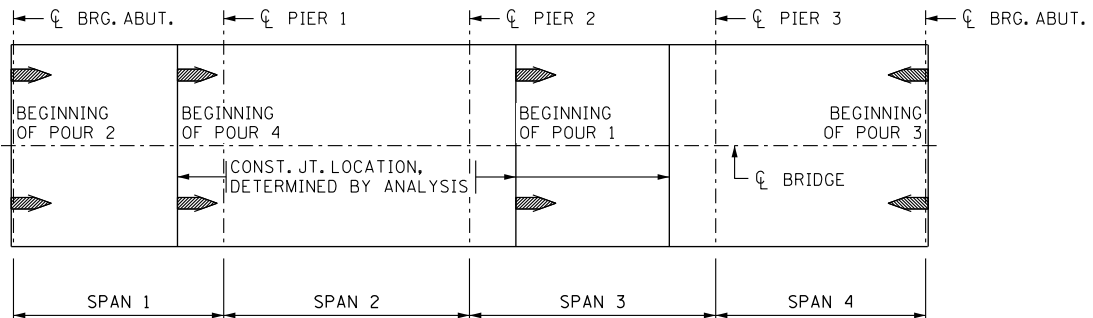 ℄ BRG. ABUT.
℄ PIER 1
℄ PIER 2
℄ PIER 3
℄ BRG. ABUT.
BEGINNING
OF POUR 2
BEGINNING
OF POUR 4
BEGINNING
OF POUR 1
BEGINNING
OF POUR 3
CONST. JT. LOCATION,
DETERMINED BY ANALYSIS
℄ BRIDGE
SPAN 1
SPAN 2
SPAN 3
SPAN 4